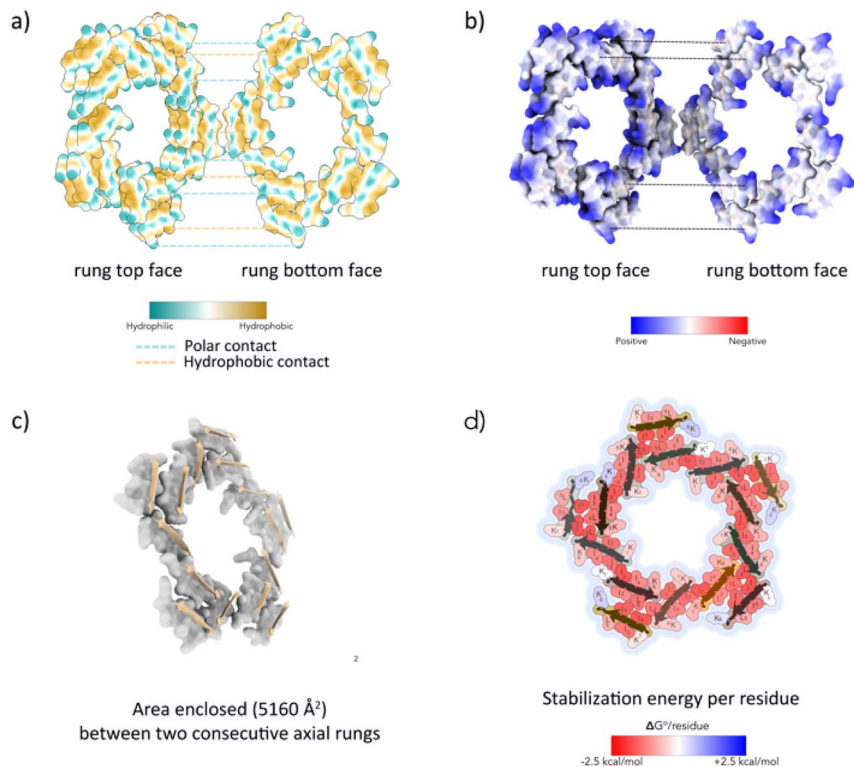 a)
b)
rung top face
rung bottom face
rung top face
rung bottom face
Hydrophilic
Hydrophobic
Polar contact
Hydrophobic contact
Positive
Negative
c)
d)
2
Area enclosed (5160 Å²)
between two consecutive axial rungs
Stabilization energy per residue
ΔG°/residue
-2.5 kcal/mol
+2.5 kcal/mol